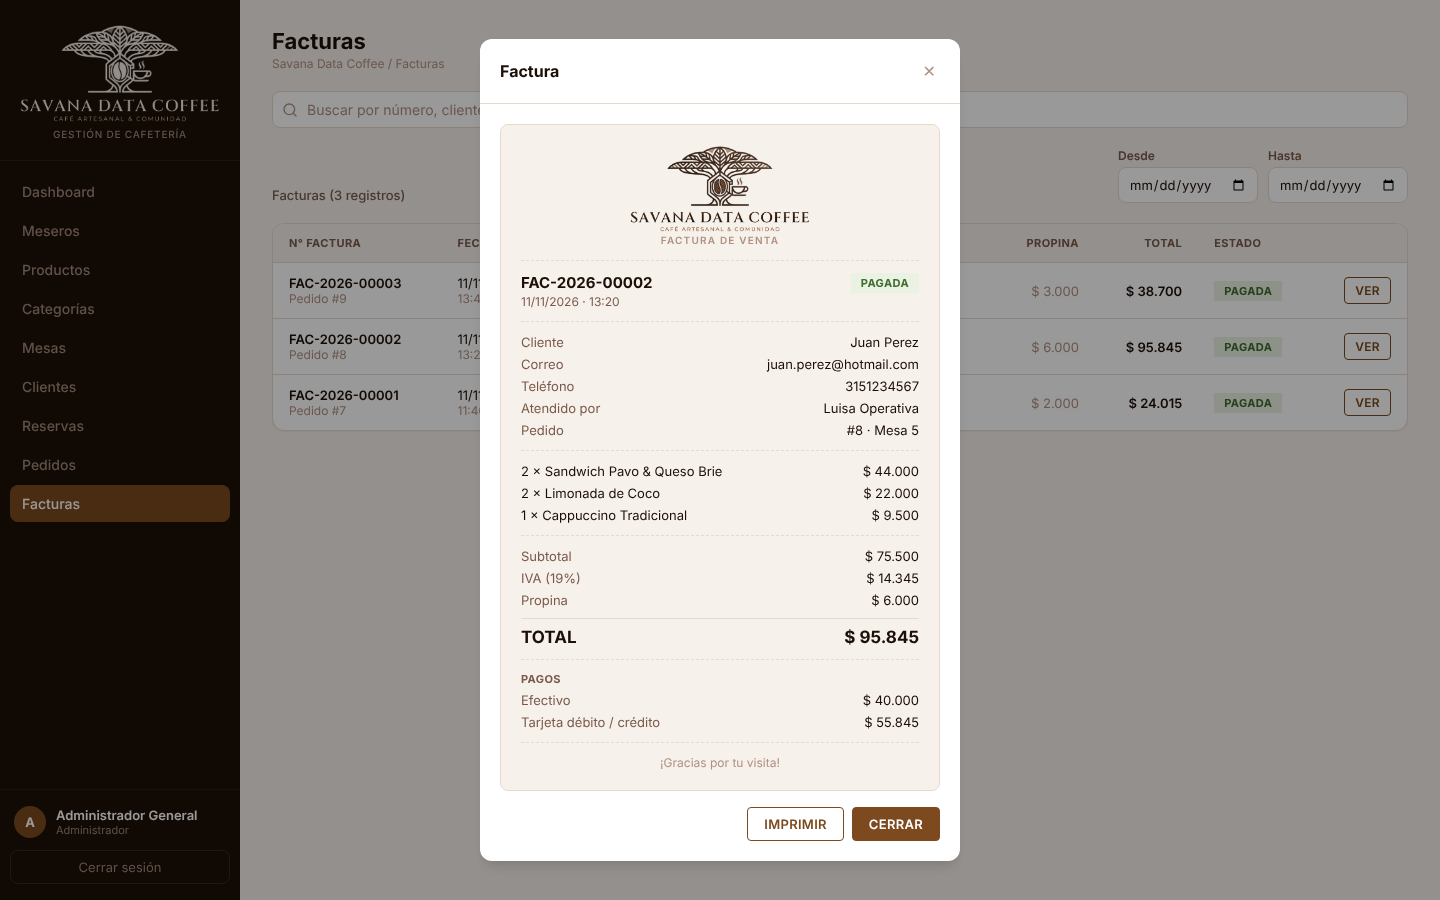 SAVANA DATA COFFEE
CAFÉ ARTESANAL & COMUNIDAD
GESTIÓN DE CAFETERÍA
Dashboard
Meseros
Productos
Categorías
Mesas
Clientes
Reservas
Pedidos
Facturas
A
Administrador General
Administrador
Cerrar sesión
Facturas
Savana Data Coffee / Facturas
Buscar por número, cliente
Desde
Hasta
mm/dd/yyyy
mm/dd/yyyy
Facturas (3 registros)
N° FACTURA PROPINA TOTAL ESTADO
FAC-2026-00003 $ 3.000 $ 38.700 PAGADA VER
Pedido #9
FAC-2026-00002 $ 6.000 $ 95.845 PAGADA VER
Pedido #8
FAC-2026-00001 $ 2.000 $ 24.015 PAGADA VER
Pedido #7
Factura
×
SAVANA DATA COFFEE
CAFÉ ARTESANAL & COMUNIDAD
FACTURA DE VENTA
FAC-2026-00002 PAGADA
11/11/2026 · 13:20
Cliente Juan Perez
Correo juan.perez@hotmail.com
Teléfono 3151234567
Atendido por Luisa Operativa
Pedido #8 · Mesa 5
2 × Sandwich Pavo & Queso Brie $ 44.000
2 × Limonada de Coco $ 22.000
1 × Cappuccino Tradicional $ 9.500
Subtotal $ 75.500
IVA (19%) $ 14.345
Propina $ 6.000
TOTAL $ 95.845
PAGOS
Efectivo $ 40.000
Tarjeta débito / crédito $ 55.845
¡Gracias por tu visita!
IMPRIMIR
CERRAR